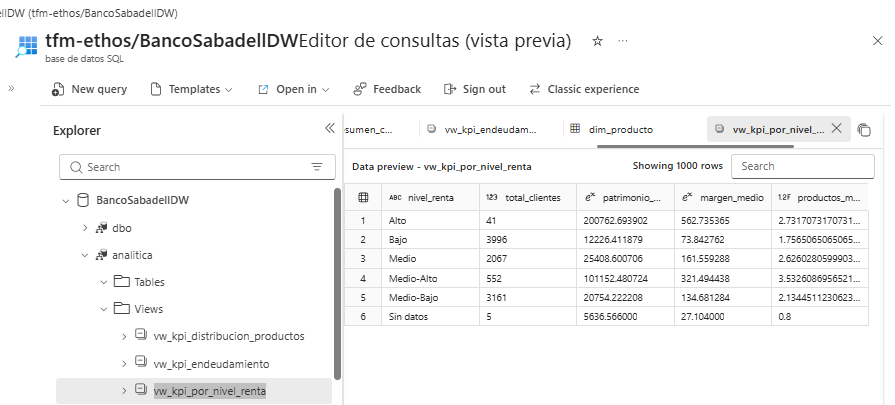 ellDW (tfm-ethos/BancoSabadellDW)
tfm-ethos/BancoSabadellDWEditor de consultas (vista previa)
base de datos SQL
New query Templates Open in Feedback Sign out Classic experience
Explorer
Search
BancoSabadellDW
dbo
analitica
Tables
Views
vw_kpi_distribucion_productos
vw_kpi_endeudamiento
vw_kpi_por_nivel_renta
esumen_c... vw_kpi_endeudam... dim_producto vw_kpi_por_nivel_...
Data preview - vw_kpi_por_nivel_renta Showing 1000 rows Search
ABC nivel_renta 123 total_clientes eˣ patrimonio_... eˣ margen_medio 12F productos_m...
1 Alto 41 200762.693902 562.735365 2.7317073170731...
2 Bajo 3996 12226.411879 73.842762 1.7565065065065...
3 Medio 2067 25408.600706 161.559288 2.6260280599903...
4 Medio-Alto 552 101152.480724 321.494438 3.5326086956521...
5 Medio-Bajo 3161 20754.222208 134.681284 2.1344511230623...
6 Sin datos 5 5636.566000 27.104000 0.8